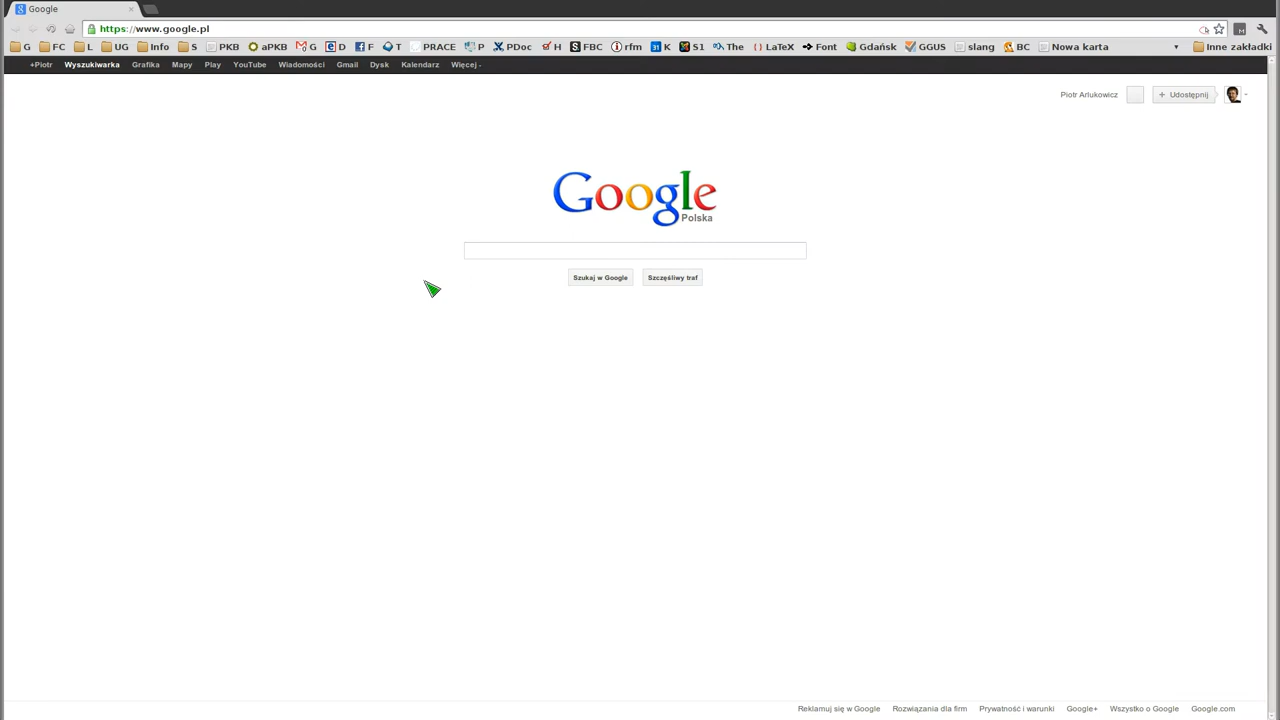 Google
https://www.google.pl
G FC L UG Info S PKB aPKB G D F T PRACE P PDoc H FBC rfm K S1 The LaTeX Font Gdańsk GGUS slang BC Nowa karta Inne zakładki
+Piotr Wyszukiwarka Grafika Mapy Play YouTube Wiadomości Gmail Dysk Kalendarz Więcej
Piotr Arlukowicz + Udostępnij
Google
Polska
Szukaj w Google Szczęśliwy traf
Reklamuj się w Google Rozwiązania dla firm Prywatność i warunki Google+ Wszystko o Google Google.com